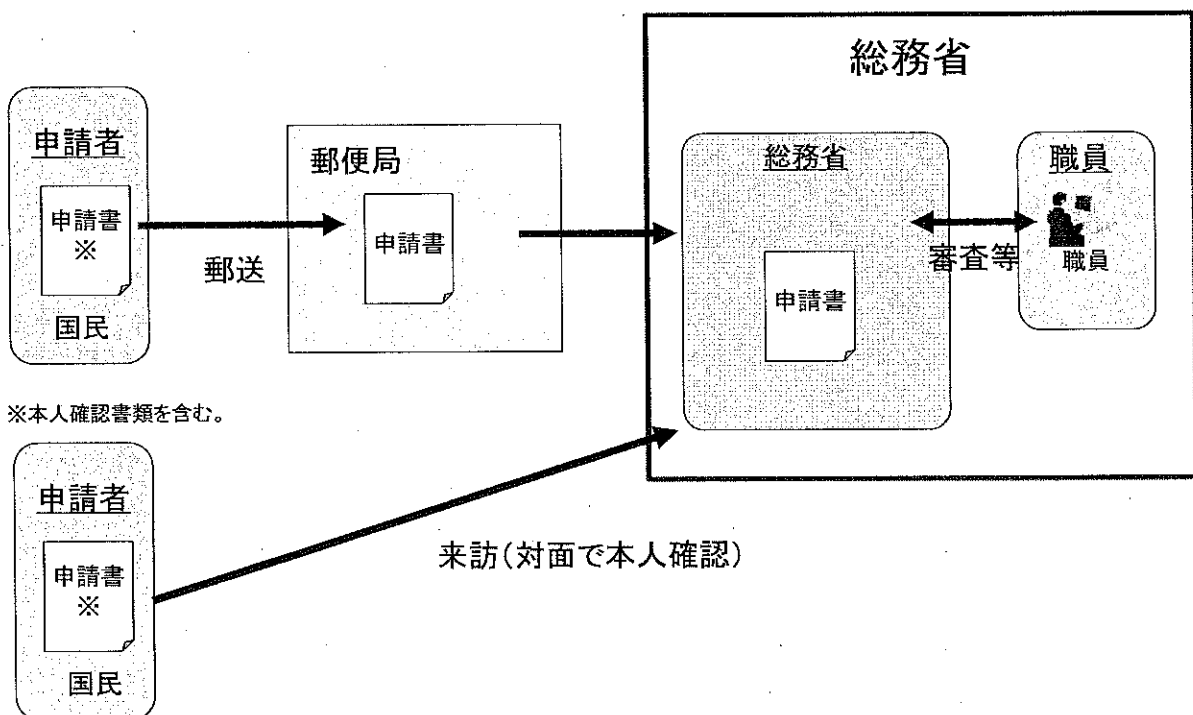 総務省
申請者
申請書
※
国民
郵送
郵便局
申請書
総務省
申請書
審査等
職員
職員
※本人確認書類を含む。
申請者
申請書
※
国民
来訪(対面で本人確認)